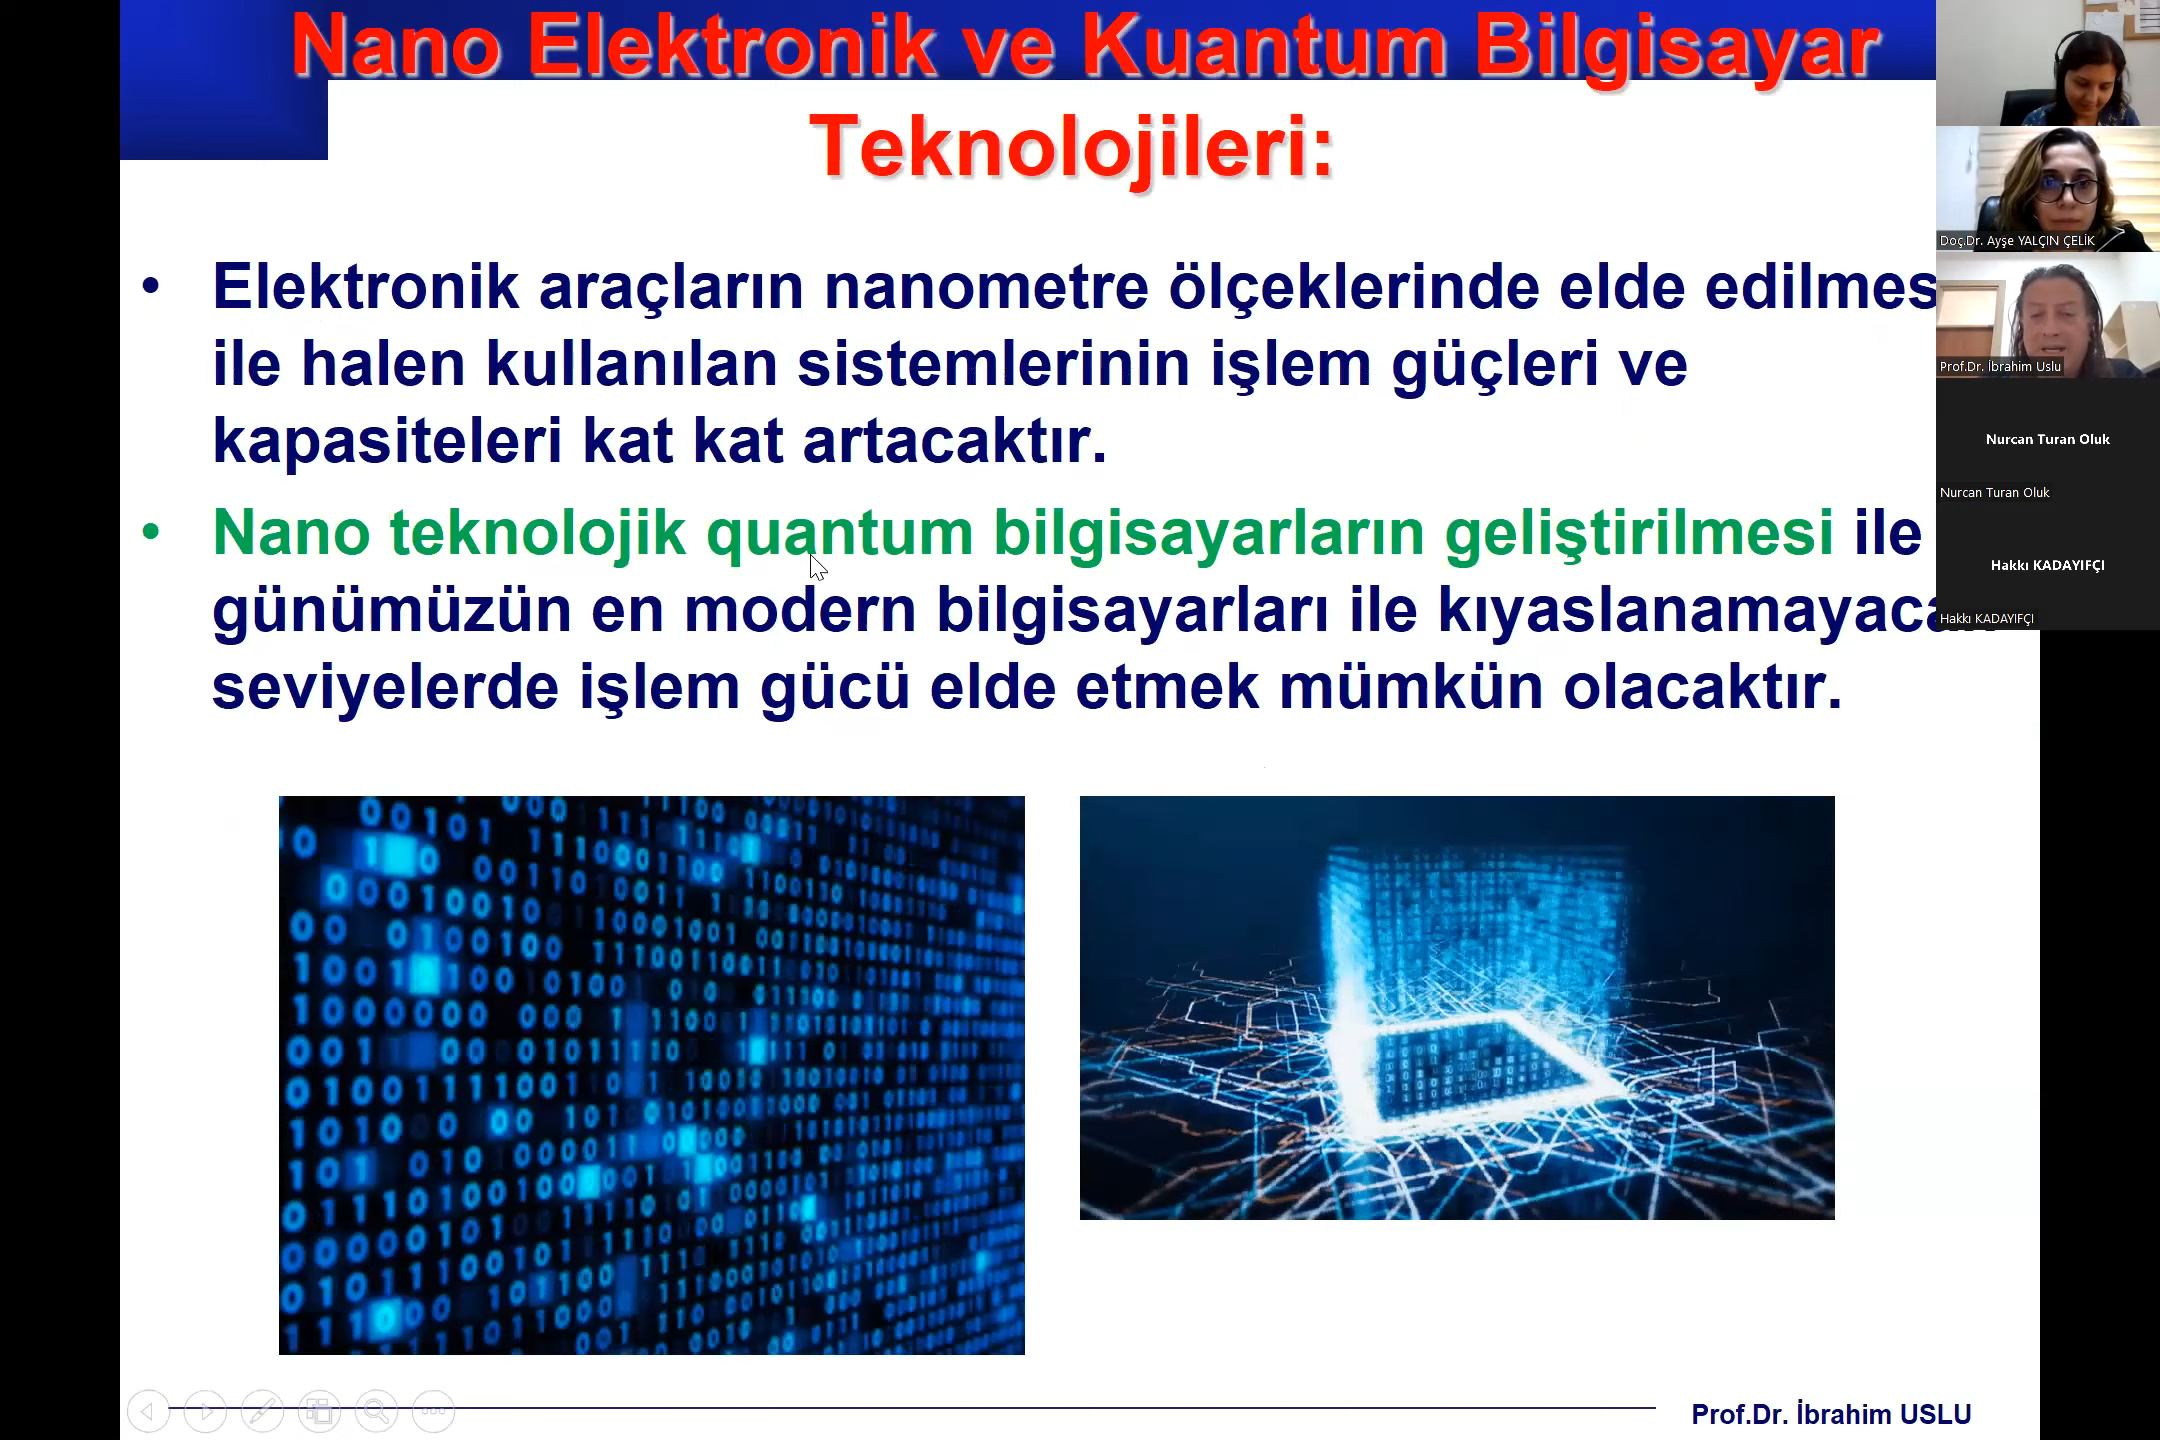 Nano Elektronik ve Kuantum Bilgisayar
Teknolojileri:
• Elektronik araçların nanometre ölçeklerinde elde
ile halen kullanılan sistemlerinin işlem güçleri ve
kapasiteleri kat kat artacaktır.
• Nano teknolojik quantum bilgisayarların geliştirilmesi ile
günümüzün en modern bilgisayarları ile
seviyelerde işlem gücü elde etmek mümkün olacaktır.
Prof.Dr. İbrahim USLU
Doç.Dr. Ayşe YALÇIN ÇELİK
Prof.Dr. İbrahim Uslu
Nurcan Turan Oluk
Nurcan Turan Oluk
Hakkı KADAYIFÇI
Hakkı KADAYIFÇI